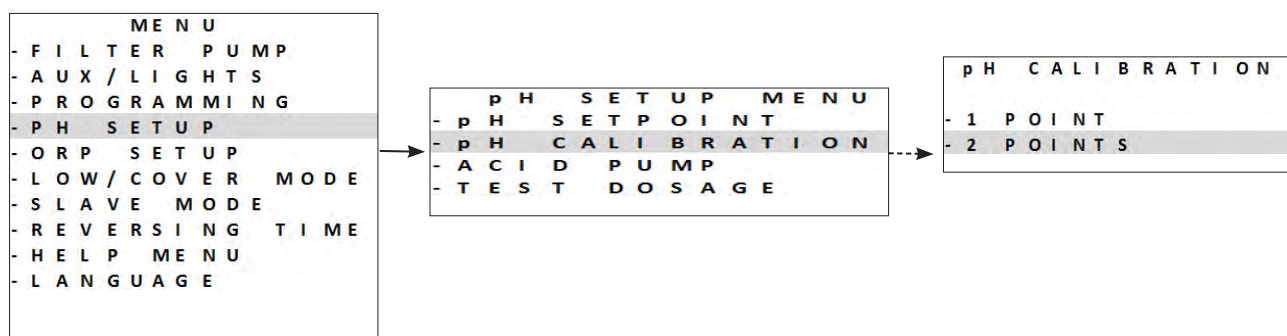 MENU
- FILTER PUMP
- AUX/LIGHTS
- PROGRAMMING
- PH SETUP
- ORP SETUP
- LOW/COVER MODE
- SLAVE MODE
- REVERSING TIME
- HELP MENU
- LANGUAGE
pH SETUP MENU
- pH SETPOINT
- pH CALIBRATION
- ACID PUMP
- TEST DOSAGE
pH CALIBRATION
- 1 POINT
- 2 POINTS